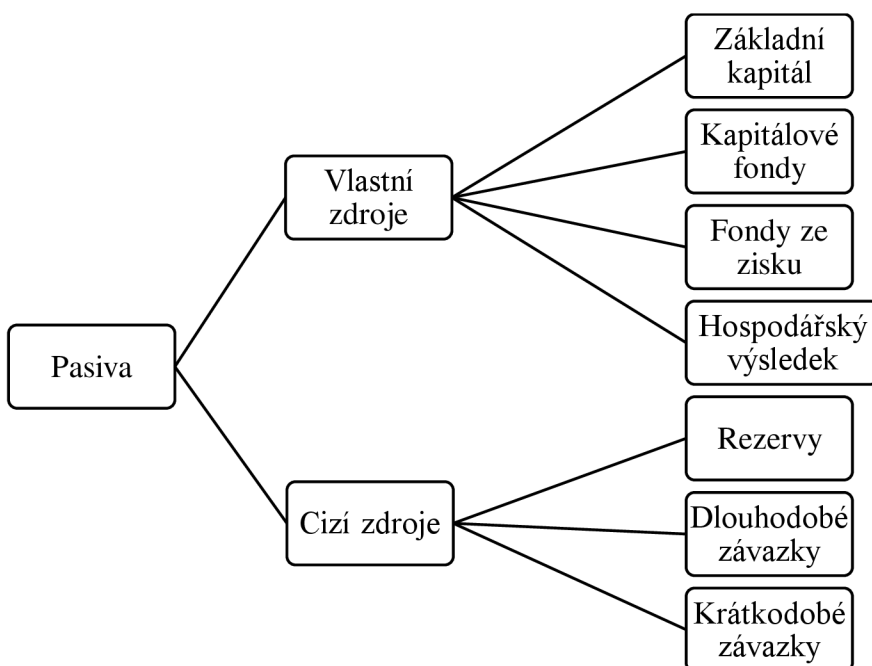 Pasiva
Vlastní
zdroje
Základní
kapitál
Kapitálové
fondy
Fondy ze
zisku
Hospodářský
výsledek
Cizí zdroje
Rezervy
Dlouhodobé
závazky
Krátkodobé
závazky